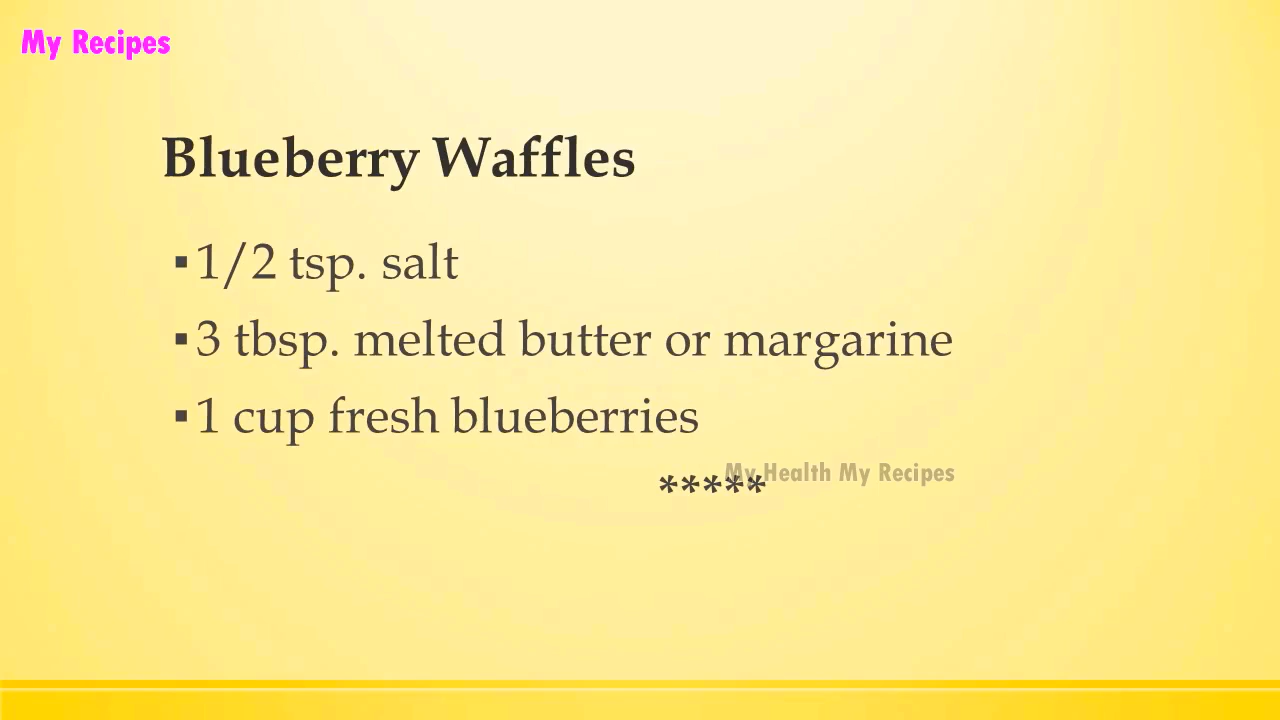 My Recipes
Blueberry Waffles
▪1/2 tsp. salt
▪3 tbsp. melted butter or margarine
▪1 cup fresh blueberries
My Health My Recipes
*****